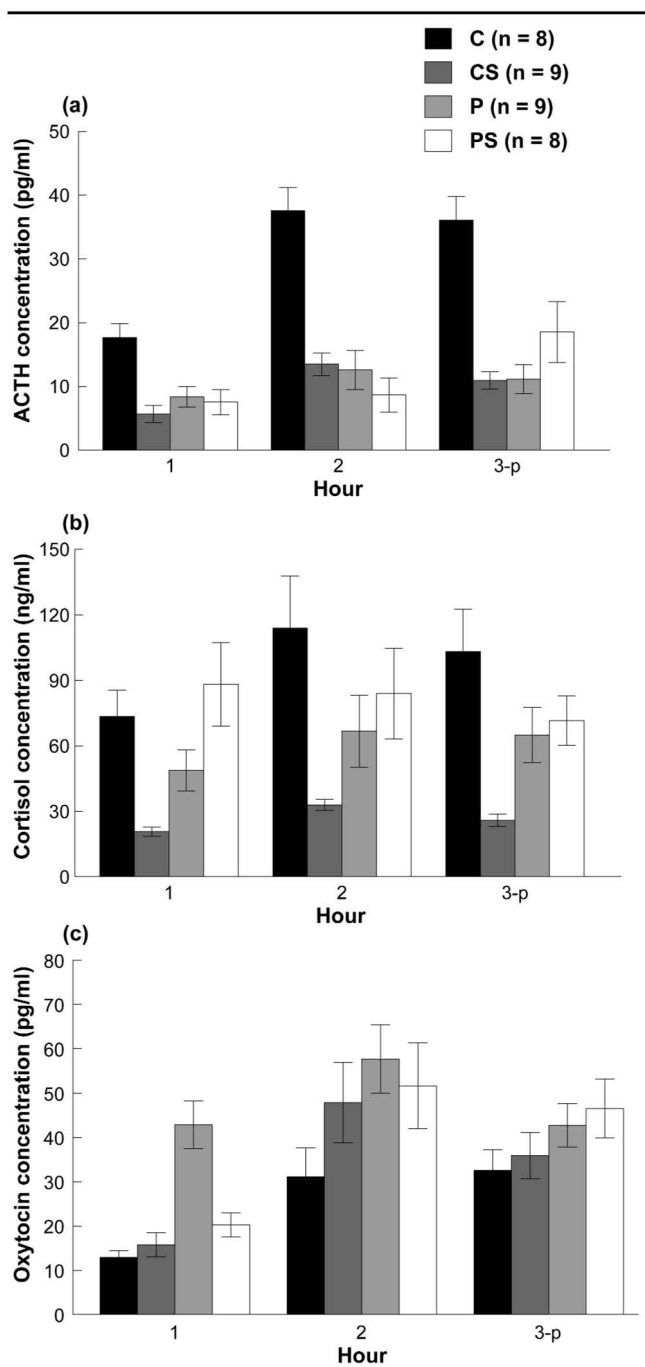 C (n = 8)
CS (n = 9)
P (n = 9)
PS (n = 8)
(a)
ACTH concentration (pg/ml)
50
40
30
20
10
0
1 2 3-p
Hour
(b)
Cortisol concentration (ng/ml)
150
120
90
60
30
0
1 2 3-p
Hour
(c)
Oxytocin concentration (pg/ml)
80
70
60
50
40
30
20
10
0
1 2 3-p
Hour